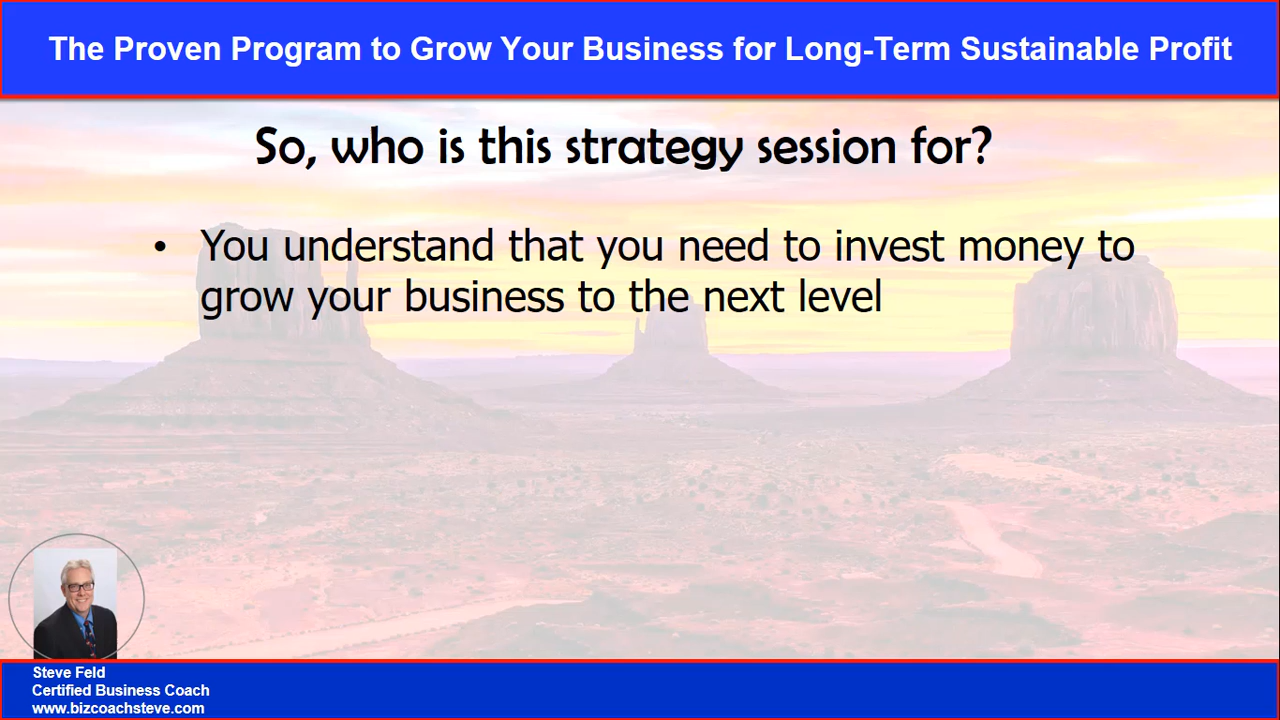 The Proven Program to Grow Your Business for Long-Term Sustainable Profit
So, who is this strategy session for?
• You understand that you need to invest money to
grow your business to the next level
Steve Feld
Certified Business Coach
www.bizcoachsteve.com